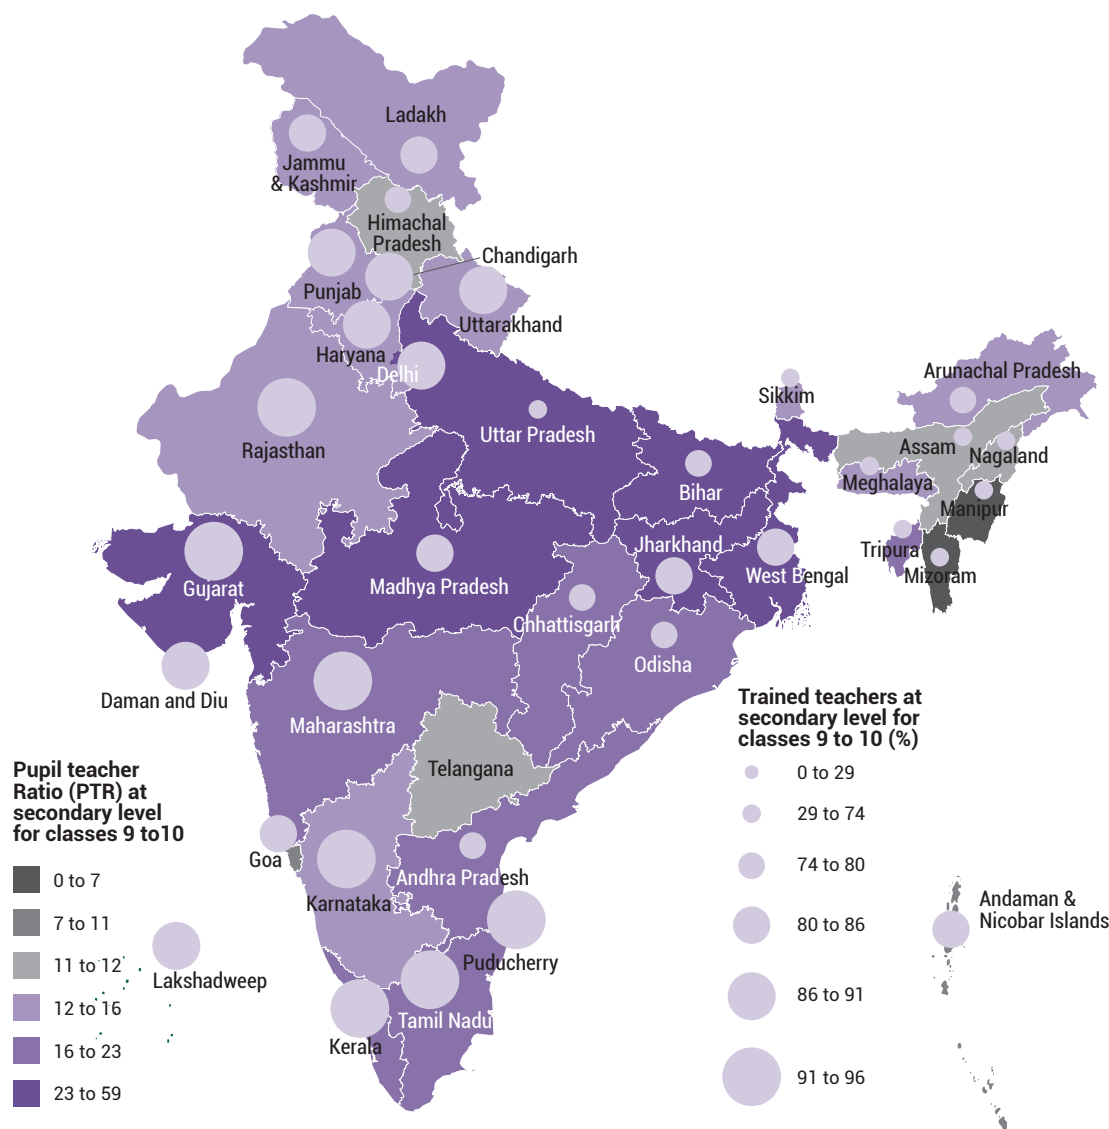 Ladakh
Jammu
& Kashmir
Himachal
Pradesh
Chandigarh
Punjab
Uttarakhand
Haryana
Delhi
Arunachal Pradesh
Sikkim
Rajasthan
Uttar Pradesh
Assam
Nagaland
Bihar
Meghalaya
Manipur
Jharkhand
Tripura
Gujarat
Madhya Pradesh
West Bengal
Mizoram
Chhattisgarh
Odisha
Daman and Diu
Maharashtra
Telangana
Goa
Andhra Pradesh
Karnataka
Andaman &
Nicobar Islands
Lakshadweep
Puducherry
Tamil Nadu
Kerala
Pupil teacher
Ratio (PTR) at
secondary level
for classes 9 to10
0 to 7
7 to 11
11 to 12
12 to 16
16 to 23
23 to 59
Trained teachers at
secondary level for
classes 9 to 10 (%)
0 to 29
29 to 74
74 to 80
80 to 86
86 to 91
91 to 96